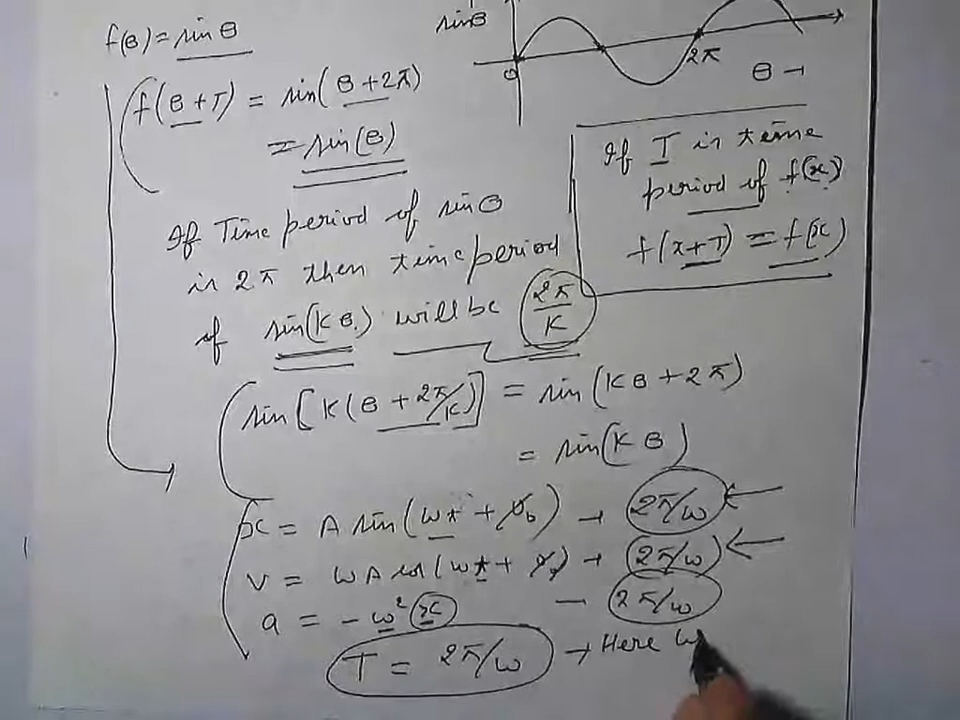 f(θ) = sin θ
sinθ
0
2π
θ →
f(θ+T) = sin(θ+2π)
= sin(θ)
If T is time
period of f(x)
f(x+T) = f(x)
If Time period of sin θ
is 2π then time period
of sin(Kθ) will be 2π/K
sin[K(θ + 2π/K)] = sin(Kθ + 2π)
= sin(Kθ)
x = A sin(ωt + φ₀) → 2π/ω ←
v = ωA cos(ωt + φ₀) → (2π/ω) ←
a = -ω²x — 2π/ω
T = 2π/ω → Here ω